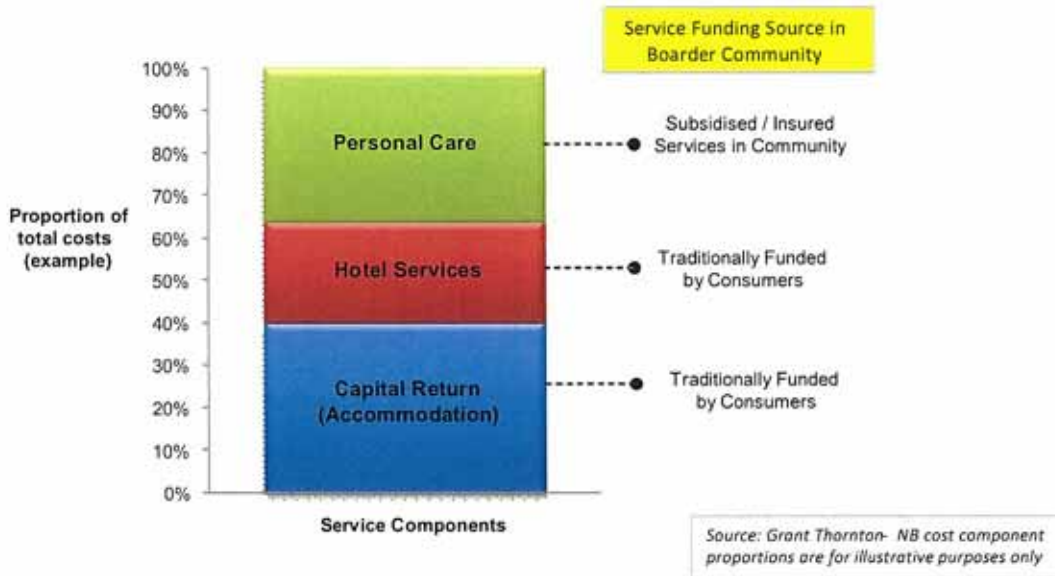 Service Funding Source in
Boarder Community
100%
90%
80%
70%
60%
50%
40%
30%
20%
10%
0%
Proportion of
total costs
(example)
Personal Care
Hotel Services
Capital Return
(Accommodation)
Subsidised / Insured
Services in Community
Traditionally Funded
by Consumers
Traditionally Funded
by Consumers
Service Components
Source: Grant Thornton- NB cost component
proportions are for illustrative purposes only